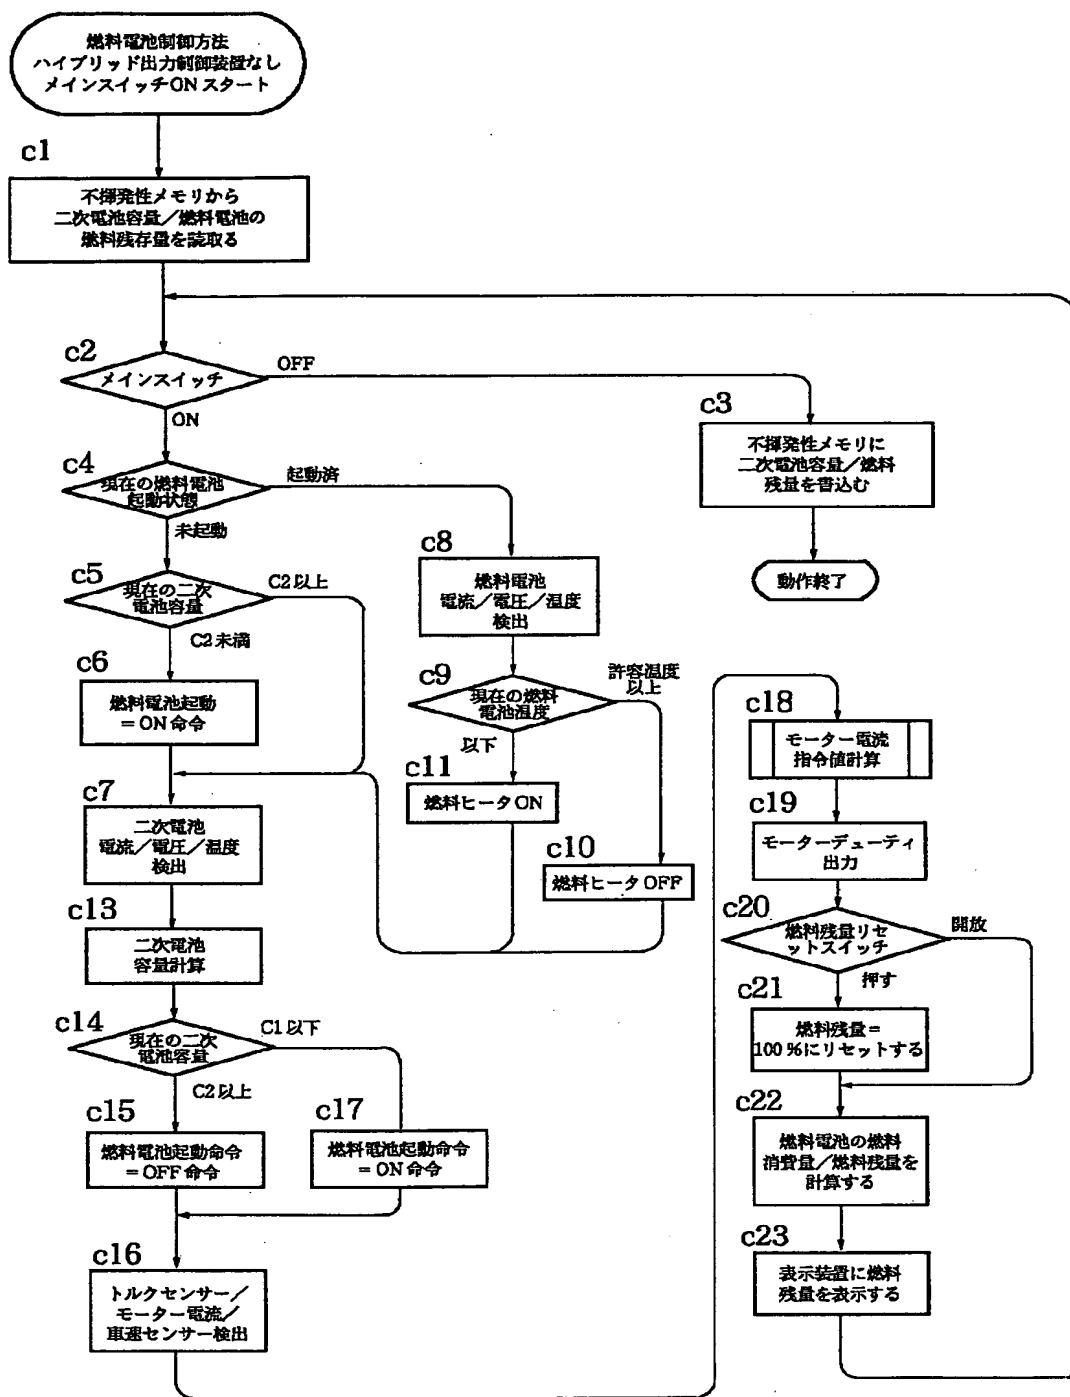 燃料電池制御方法
ハイブリッド出力制御装置なし
メインスイッチONスタート
c1
不揮発性メモリから
二次電池容量／燃料電池の
燃料残存量を読取る
c2
メインスイッチ
OFF
ON
c3
不揮発性メモリに
二次電池容量／燃料
残量を書込む
動作終了
c4
現在の燃料電池
起動状態
起動済
未起動
c5
現在の二次
電池容量
C2以上
C2未満
c6
燃料電池起動
＝ON命令
c7
二次電池
電流／電圧／温度
検出
c8
燃料電池
電流／電圧／温度
検出
c9
現在の燃料
電池温度
許容温度
以上
以下
c11
燃料ヒータON
c10
燃料ヒータOFF
c13
二次電池
容量計算
c14
現在の二次
電池容量
C1以下
C2以上
c15
燃料電池起動命令
＝OFF命令
c17
燃料電池起動命令
＝ON命令
c16
トルクセンサー／
モーター電流／
車速センサー検出
c18
モーター電流
指令値計算
c19
モーターデューティ
出力
c20
燃料残量リセ
ットスイッチ
開放
押す
c21
燃料残量＝
100％にリセットする
c22
燃料電池の燃料
消費量／燃料残量を
計算する
c23
表示装置に燃料
残量を表示する